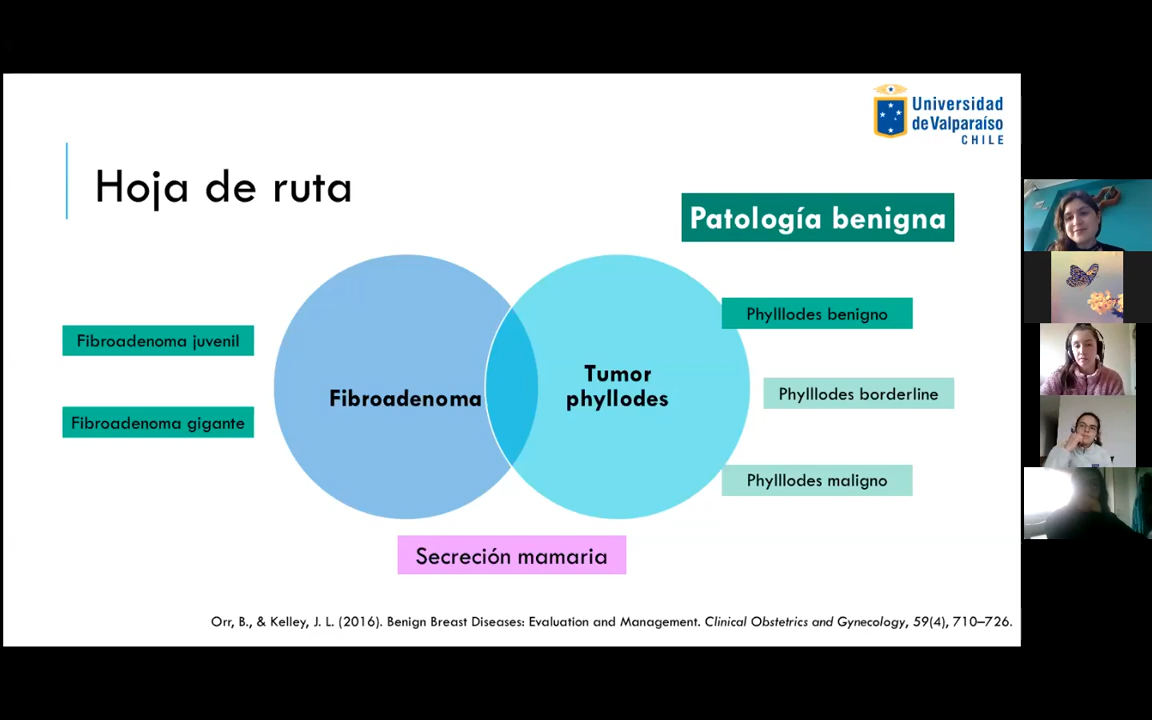 Universidad
de Valparaíso
CHILE
Hoja de ruta
Patología benigna
Fibroadenoma juvenil
Fibroadenoma gigante
Fibroadenoma
Tumor
phyllodes
Phylllodes benigno
Phylllodes borderline
Phylllodes maligno
Secreción mamaria
Orr, B., & Kelley, J. L. (2016). Benign Breast Diseases: Evaluation and Management. Clinical Obstetrics and Gynecology, 59(4), 710–726.